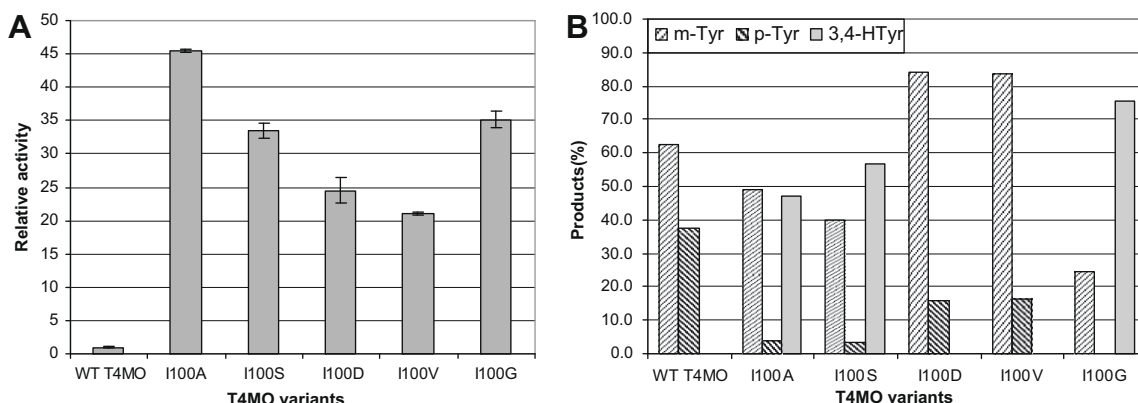 A
Relative activity
50
45
40
35
30
25
20
15
10
5
0
WT T4MO I100A I100S I100D I100V I100G
T4MO variants
B
m-Tyr p-Tyr 3,4-HTyr
Products(%)
100.0
90.0
80.0
70.0
60.0
50.0
40.0
30.0
20.0
10.0
0.0
WT T4MO I100A I100S I100D I100V I100G
T4MO variants